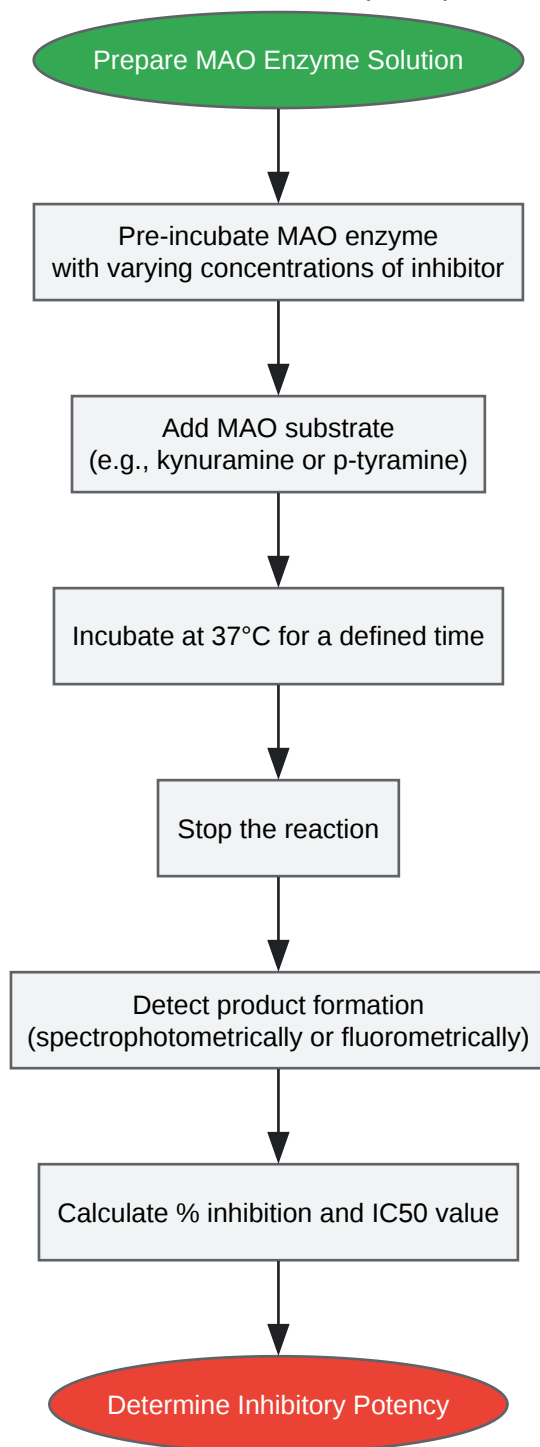 Prepare MAO Enzyme Solution
Pre-incubate MAO enzyme
with varying concentrations of inhibitor
Add MAO substrate
(e.g., kynuramine or p-tyramine)
Incubate at 37°C for a defined time
Stop the reaction
Detect product formation
(spectrophotometrically or fluorometrically)
Calculate % inhibition and IC50 value
Determine Inhibitory Potency